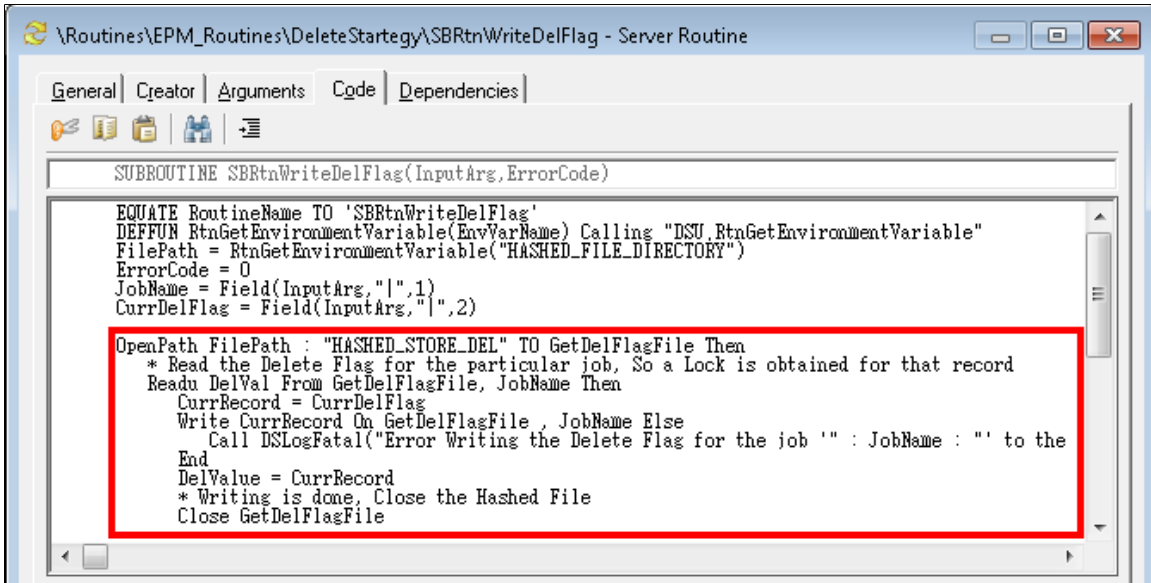 \Routines\EPM_Routines\DeleteStartegy\SBRtnWriteDelFlag - Server Routine
General Creator Arguments Code Dependencies
SUBROUTINE SBRtnWriteDelFlag(InputArg,ErrorCode)
EQUATE RoutineName TO 'SBRtnWriteDelFlag'
DEFFUN RtnGetEnvironmentVariable(EnvVarName) Calling "DSU.RtnGetEnvironmentVariable"
FilePath = RtnGetEnvironmentVariable("HASHED_FILE_DIRECTORY")
ErrorCode = 0
JobName = Field(InputArg,"|",1)
CurrDelFlag = Field(InputArg,"|",2)
OpenPath FilePath : "HASHED_STORE_DEL" TO GetDelFlagFile Then
* Read the Delete Flag for the particular job, So a Lock is obtained for that record
Readu DelVal From GetDelFlagFile, JobName Then
CurrRecord = CurrDelFlag
Write CurrRecord On GetDelFlagFile , JobName Else
Call DSLogFatal("Error Writing the Delete Flag for the job '" : JobName : "' to the
End
DelValue = CurrRecord
* Writing is done, Close the Hashed File
Close GetDelFlagFile